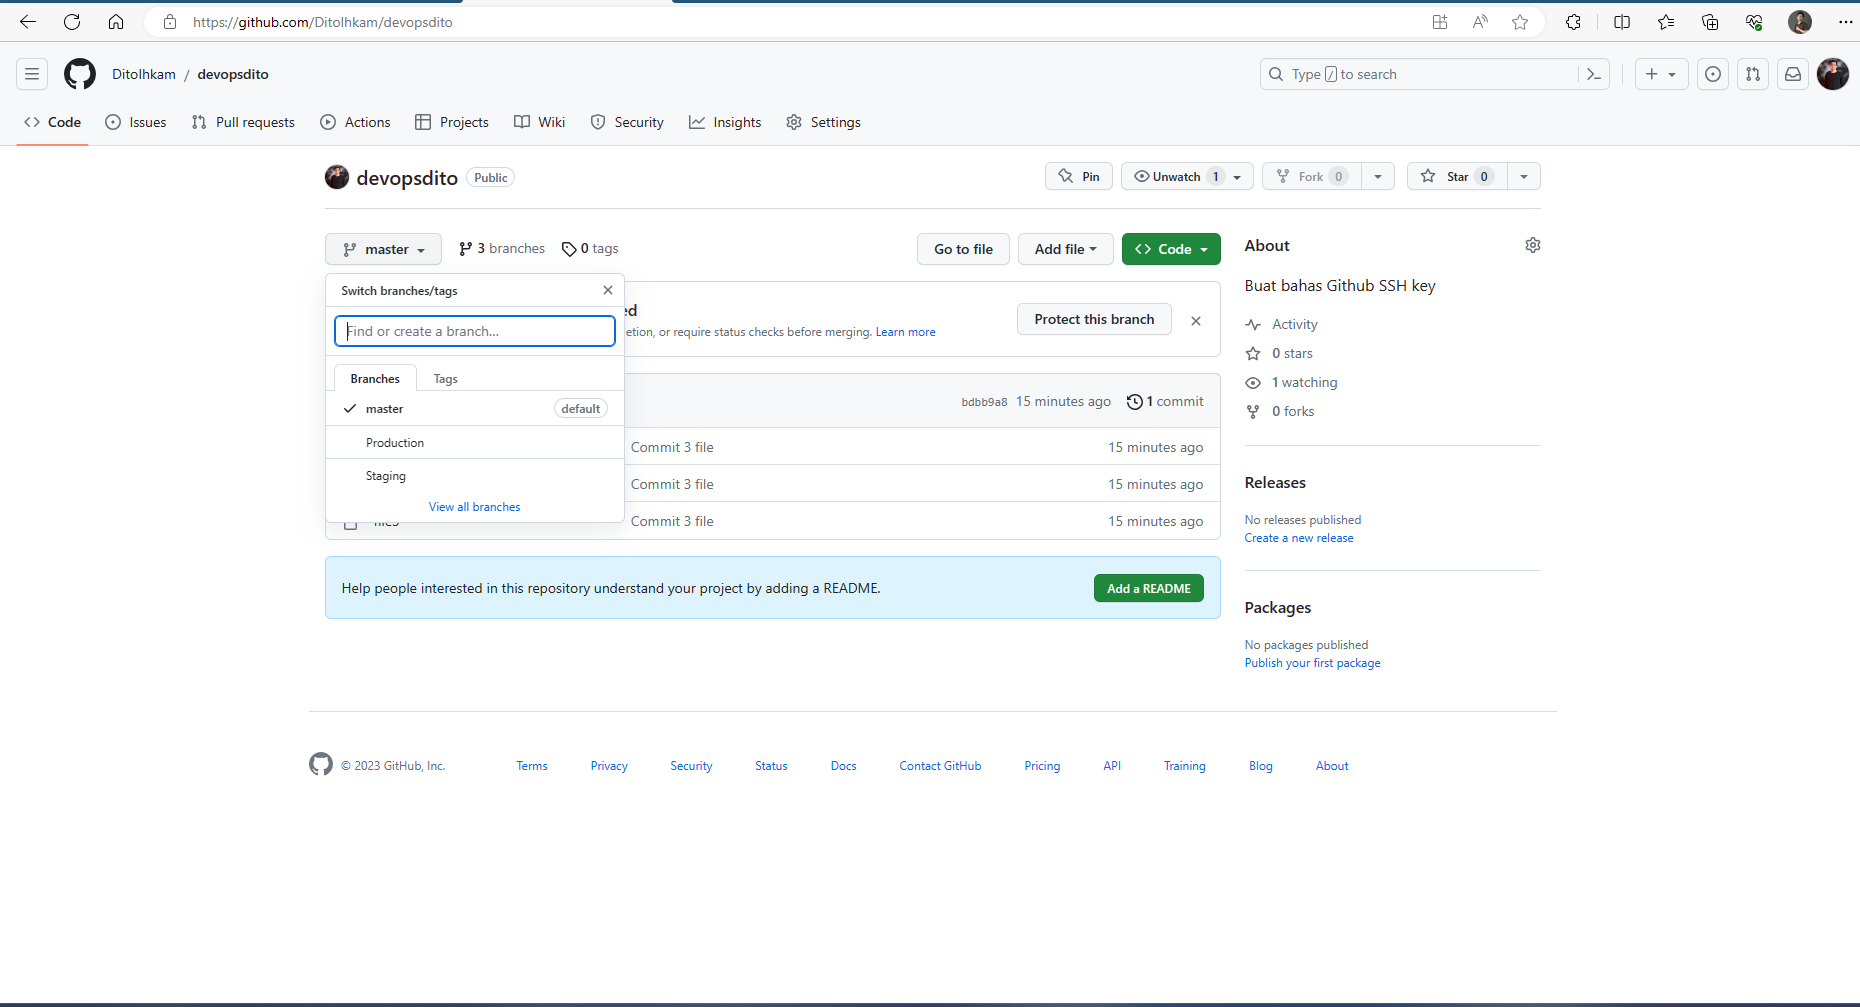 https://github.com/DitoIhkam/devopsdito
DitoIhkam / devopsdito
Type / to search
Code Issues Pull requests Actions Projects Wiki Security Insights Settings
devopsdito Public
Pin Unwatch 1 Fork 0 Star 0
master 3 branches 0 tags Go to file Add file Code
Switch branches/tags
Find or create a branch...
Branches Tags
master default
Production
Staging
View all branches
ed
etion, or require status checks before merging. Learn more
Protect this branch
bdbb9a8 15 minutes ago 1 commit
Commit 3 file 15 minutes ago
Commit 3 file 15 minutes ago
Commit 3 file 15 minutes ago
Help people interested in this repository understand your project by adding a README.
Add a README
About
Buat bahas Github SSH key
Activity
0 stars
1 watching
0 forks
Releases
No releases published
Create a new release
Packages
No packages published
Publish your first package
© 2023 GitHub, Inc. Terms Privacy Security Status Docs Contact GitHub Pricing API Training Blog About